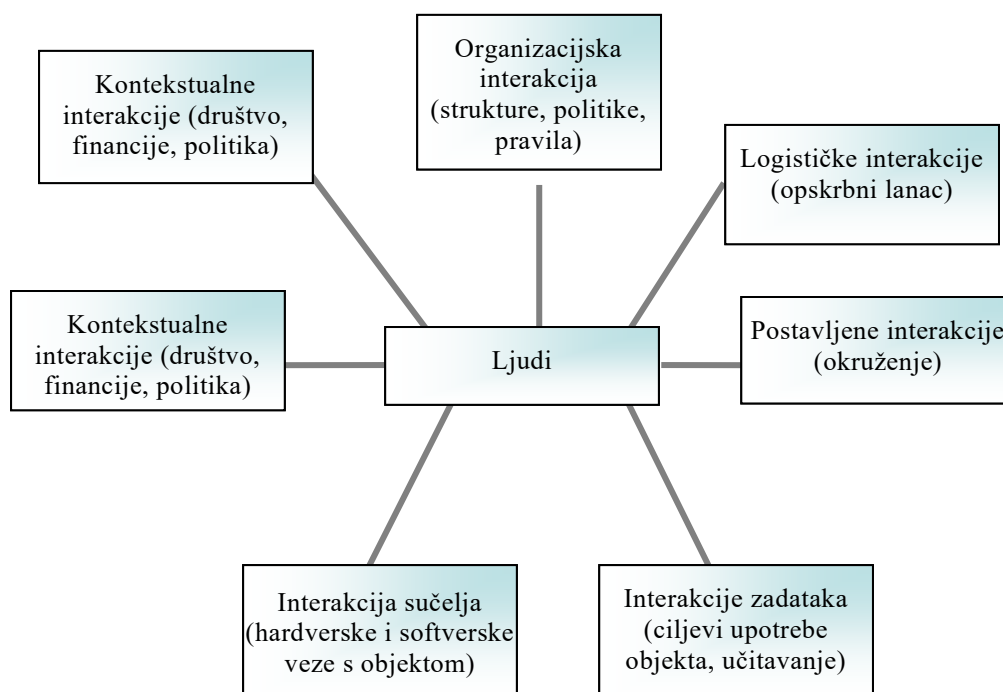 Organizacijska
interakcija
(strukture, politike,
pravila)
Kontekstualne
interakcije (društvo,
financije, politika)
Logističke interakcije
(opskrbni lanac)
Kontekstualne
interakcije (društvo,
financije, politika)
Ljudi
Postavljene interakcije
(okruženje)
Interakcija sučelja
(hardverske i softverske
veze s objektom)
Interakcije zadataka
(ciljevi upotrebe
objekta, učitavanje)